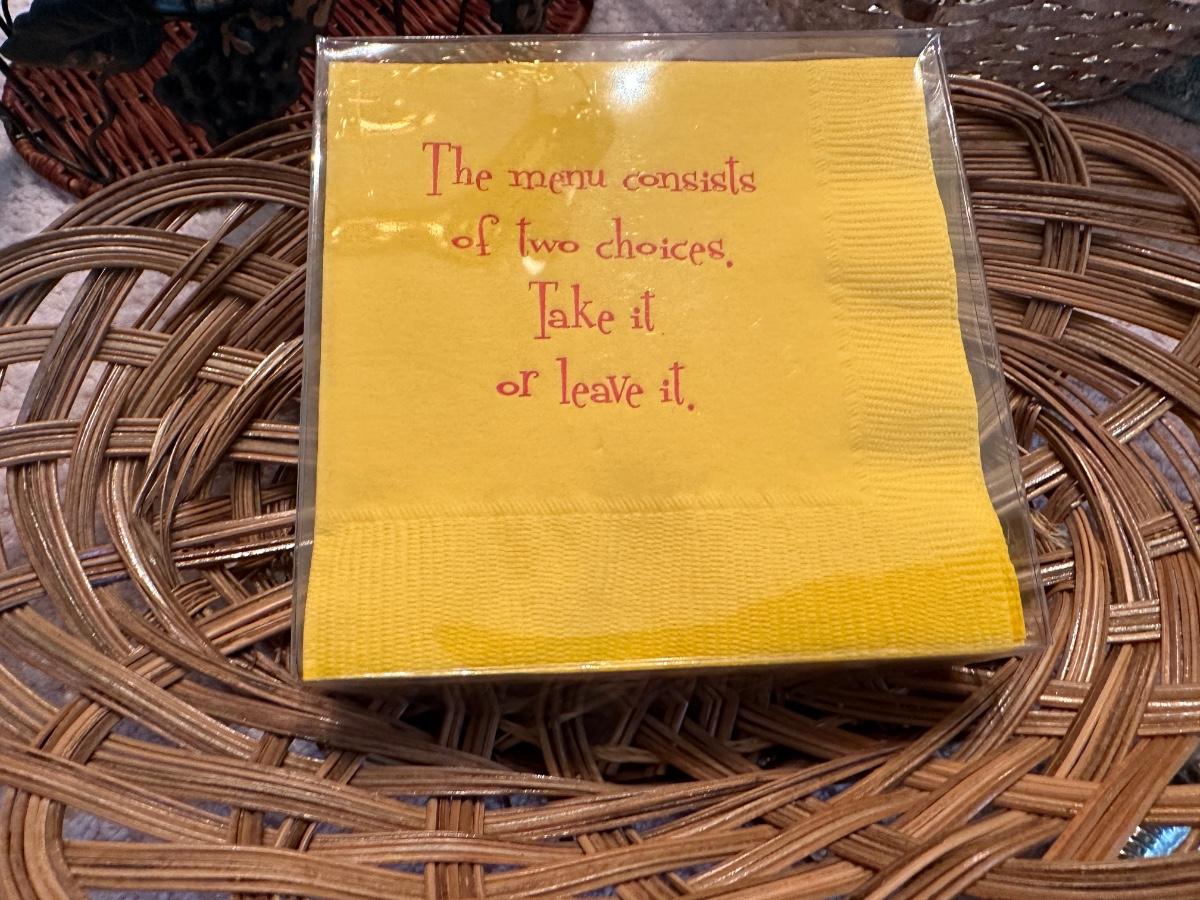 The menu consists
of two choices.
Take it
or leave it.